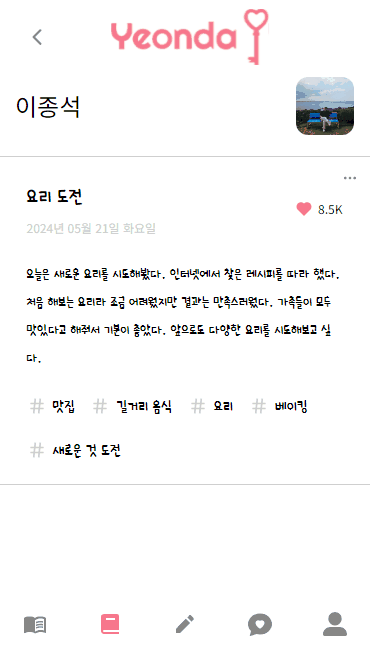 Yeonda
이종석
요리 도전
8.5K
2024년 05월 21일 화요일
오늘은 새로운 요리를 시도해봤다. 인터넷에서 찾은 레시피를 따라 했다.
처음 해보는 요리라 조금 어려웠지만 결과는 만족스러웠다. 가족들이 모두
맛있다고 해줘서 기분이 좋았다. 앞으로도 다양한 요리를 시도해보고 싶
다.
# 맛집 # 길거리 음식 # 요리 # 베이킹
# 새로운 것 도전